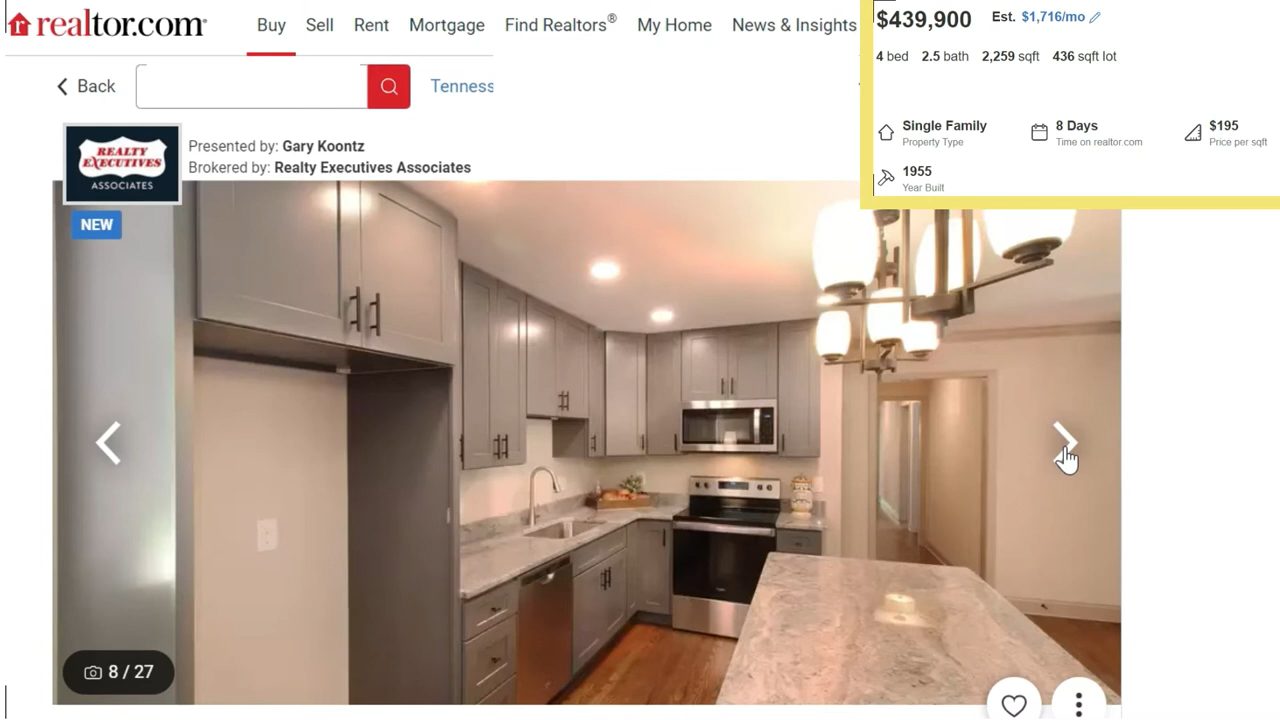 realtor.com®
Buy Sell Rent Mortgage Find Realtors® My Home News & Insights
$439,900 Est. $1,716/mo
4 bed 2.5 bath 2,259 sqft 436 sqft lot
Back
Tenness
Single Family
Property Type
8 Days
Time on realtor.com
$195
Price per sqft
1955
Year Built
REALTY
EXECUTIVES
ASSOCIATES
Presented by: Gary Koontz
Brokered by: Realty Executives Associates
NEW
8 / 27